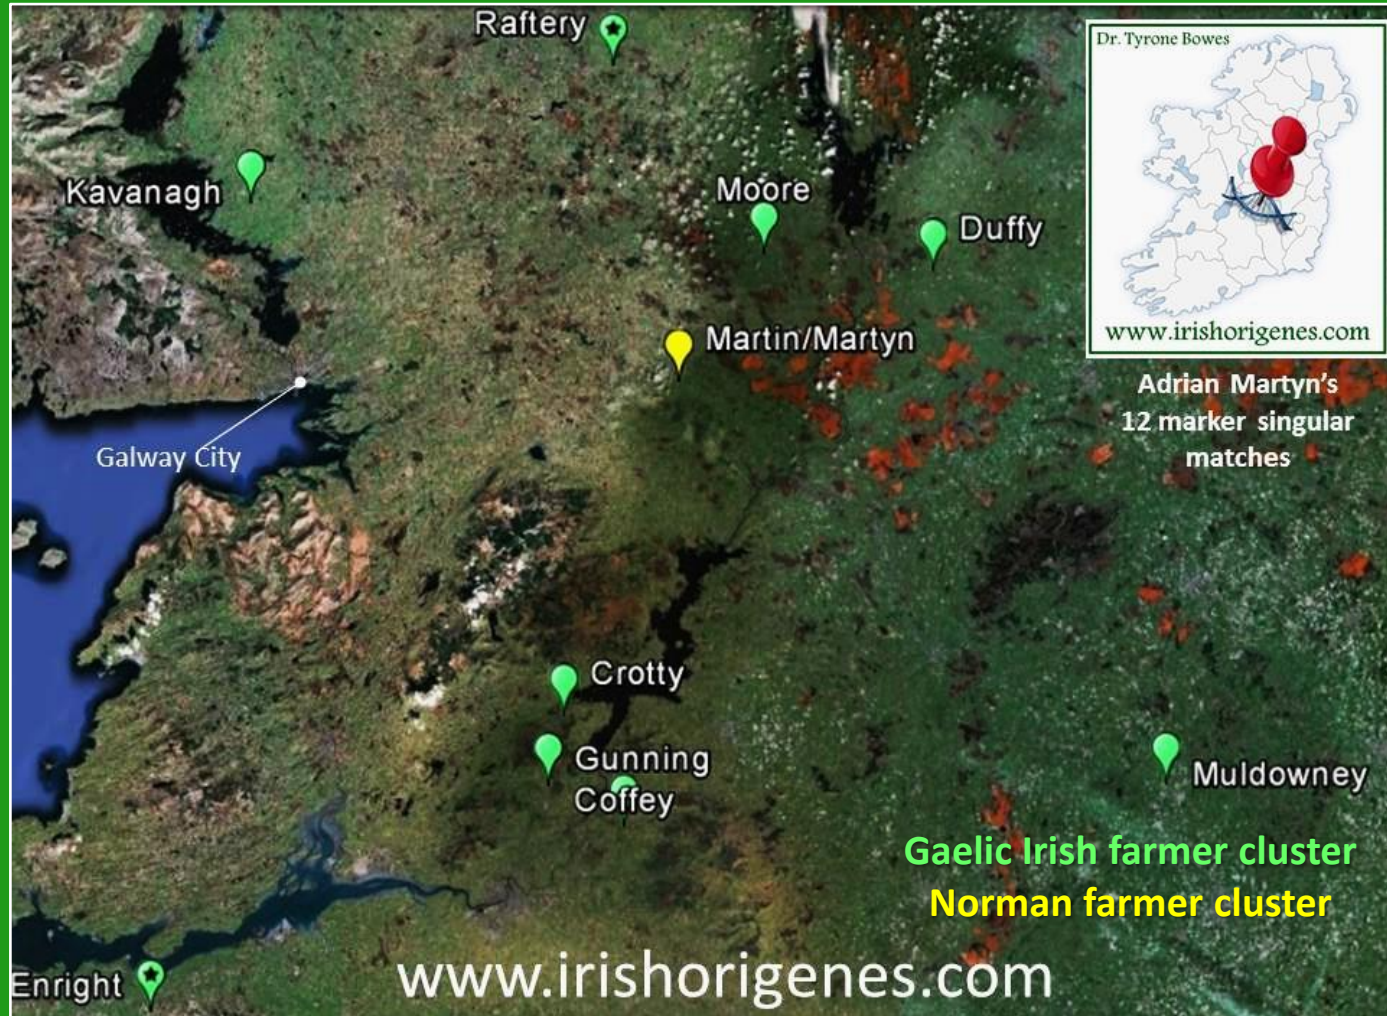 Raftery
Dr. Tyrone Bowes
Kavanagh
Moore
Duffy
Martin/Martyn
www.irishorigenes.com
Adrian Martyn's
12 marker singular
matches
Galway City
Crotty
Gunning
Coffey
Muldowney
Gaelic Irish farmer cluster
Norman farmer cluster
www.irishorigenes.com
Enright